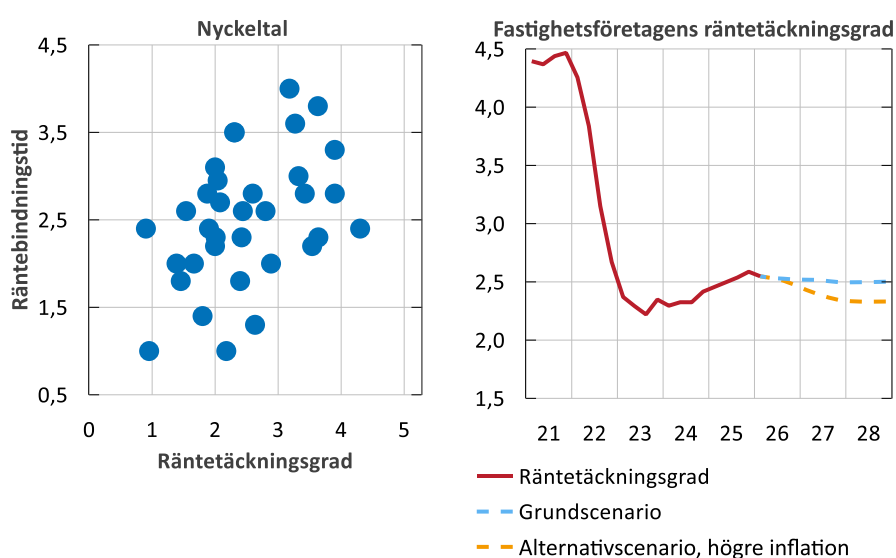 Nyckeltal
4,5
3,5
2,5
1,5
0,5
Räntebindningstid
0 1 2 3 4 5
Räntetäckningsgrad
Fastighetsföretagens räntetäckningsgrad
4,5
4,0
3,5
3,0
2,5
2,0
1,5
21 22 23 24 25 26 27 28
Räntetäckningsgrad
Grundscenario
Alternativscenario, högre inflation